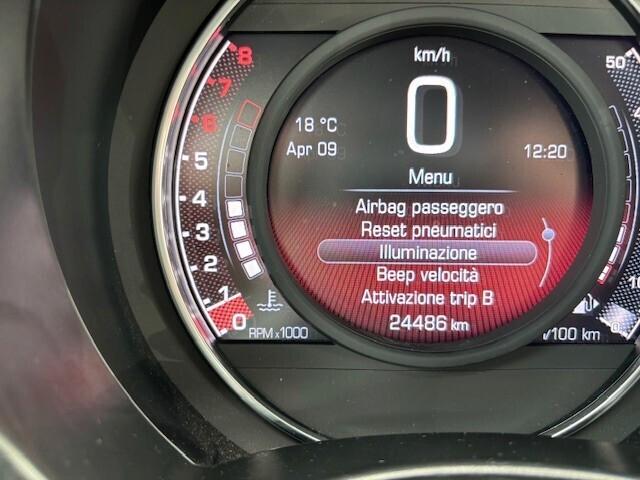 km/h
0
18 °C
Apr 09
12:20
Menu
Airbag passeggero
Reset pneumatici
Illuminazione
Beep velocità
Attivazione trip B
24486 km
8
7
6
5
4
3
2
1
0
RPM x1000
50
/100 km